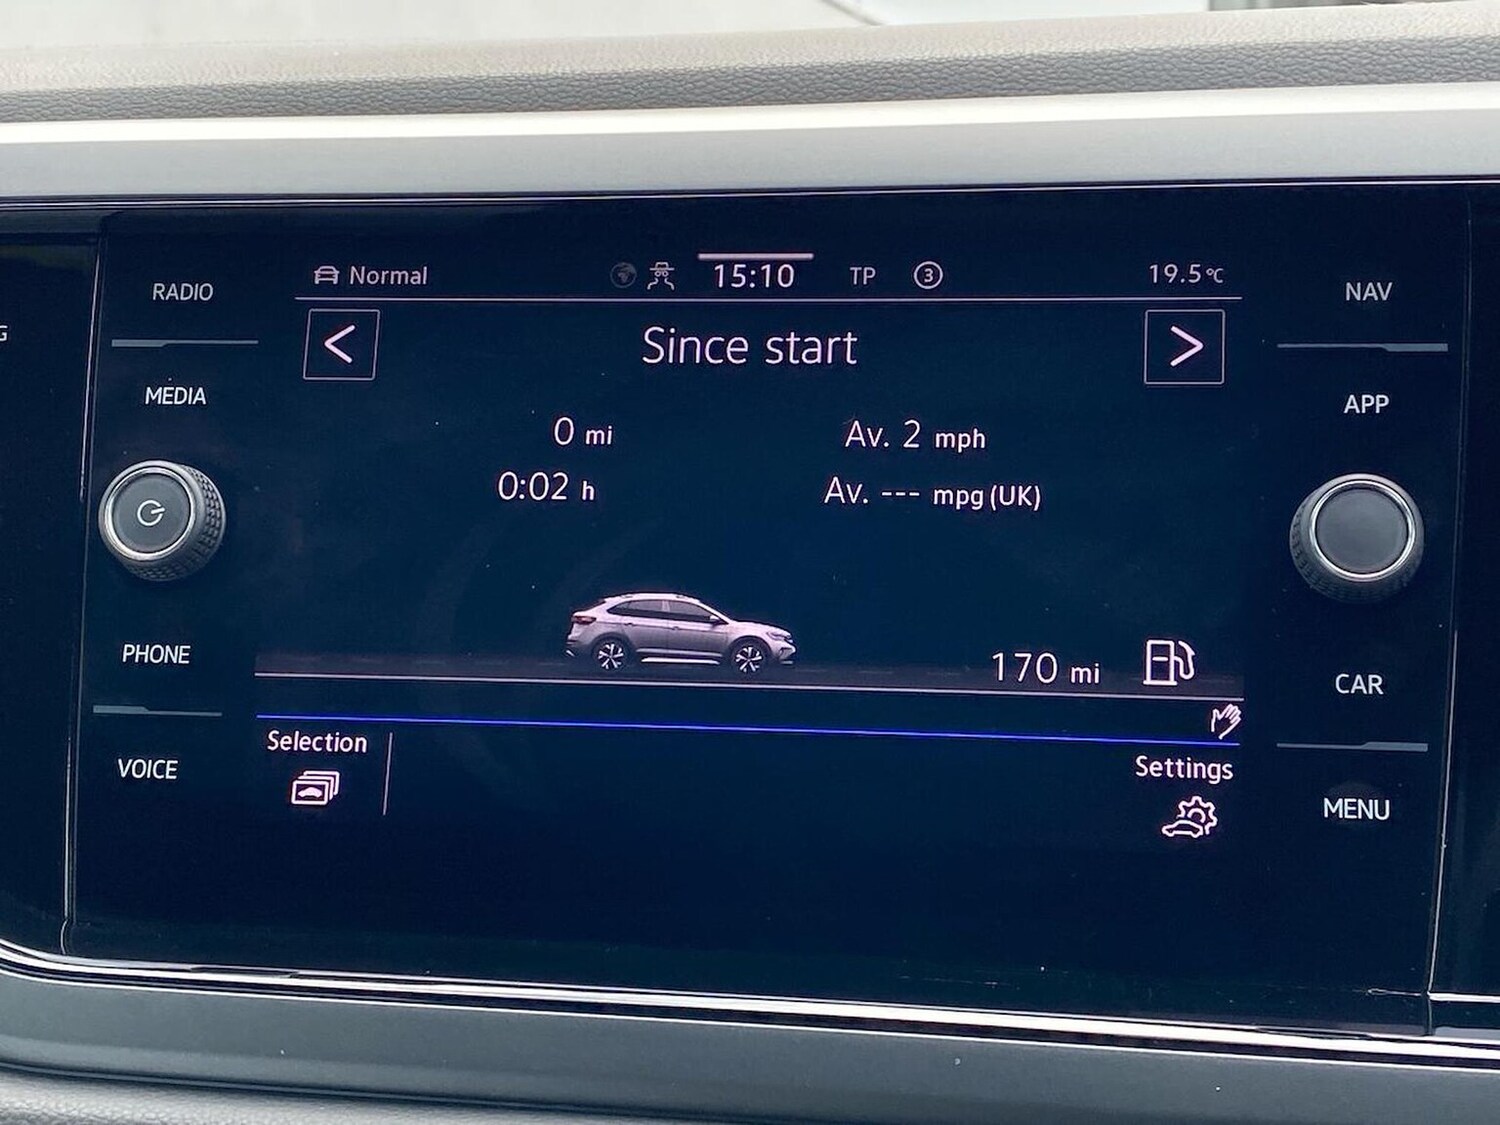 G
RADIO
MEDIA
PHONE
VOICE
Normal
15:10
TP
3
19.5°C
<
Since start
>
0 mi
Av. 2 mph
0:02 h
Av. --- mpg (UK)
170 mi
Selection
Settings
NAV
APP
CAR
MENU